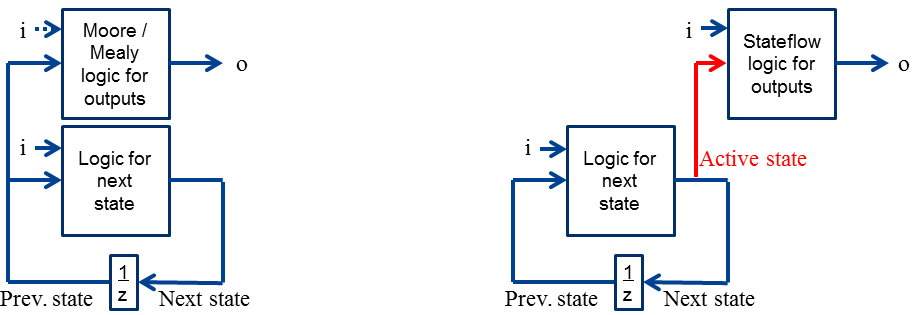 i
Moore /
Mealy
logic for
outputs
o
i
Logic for
next
state
1
z
Prev. state
Next state
i
Stateflow
logic for
outputs
o
i
Logic for
next
state
Active state
1
z
Prev. state
Next state